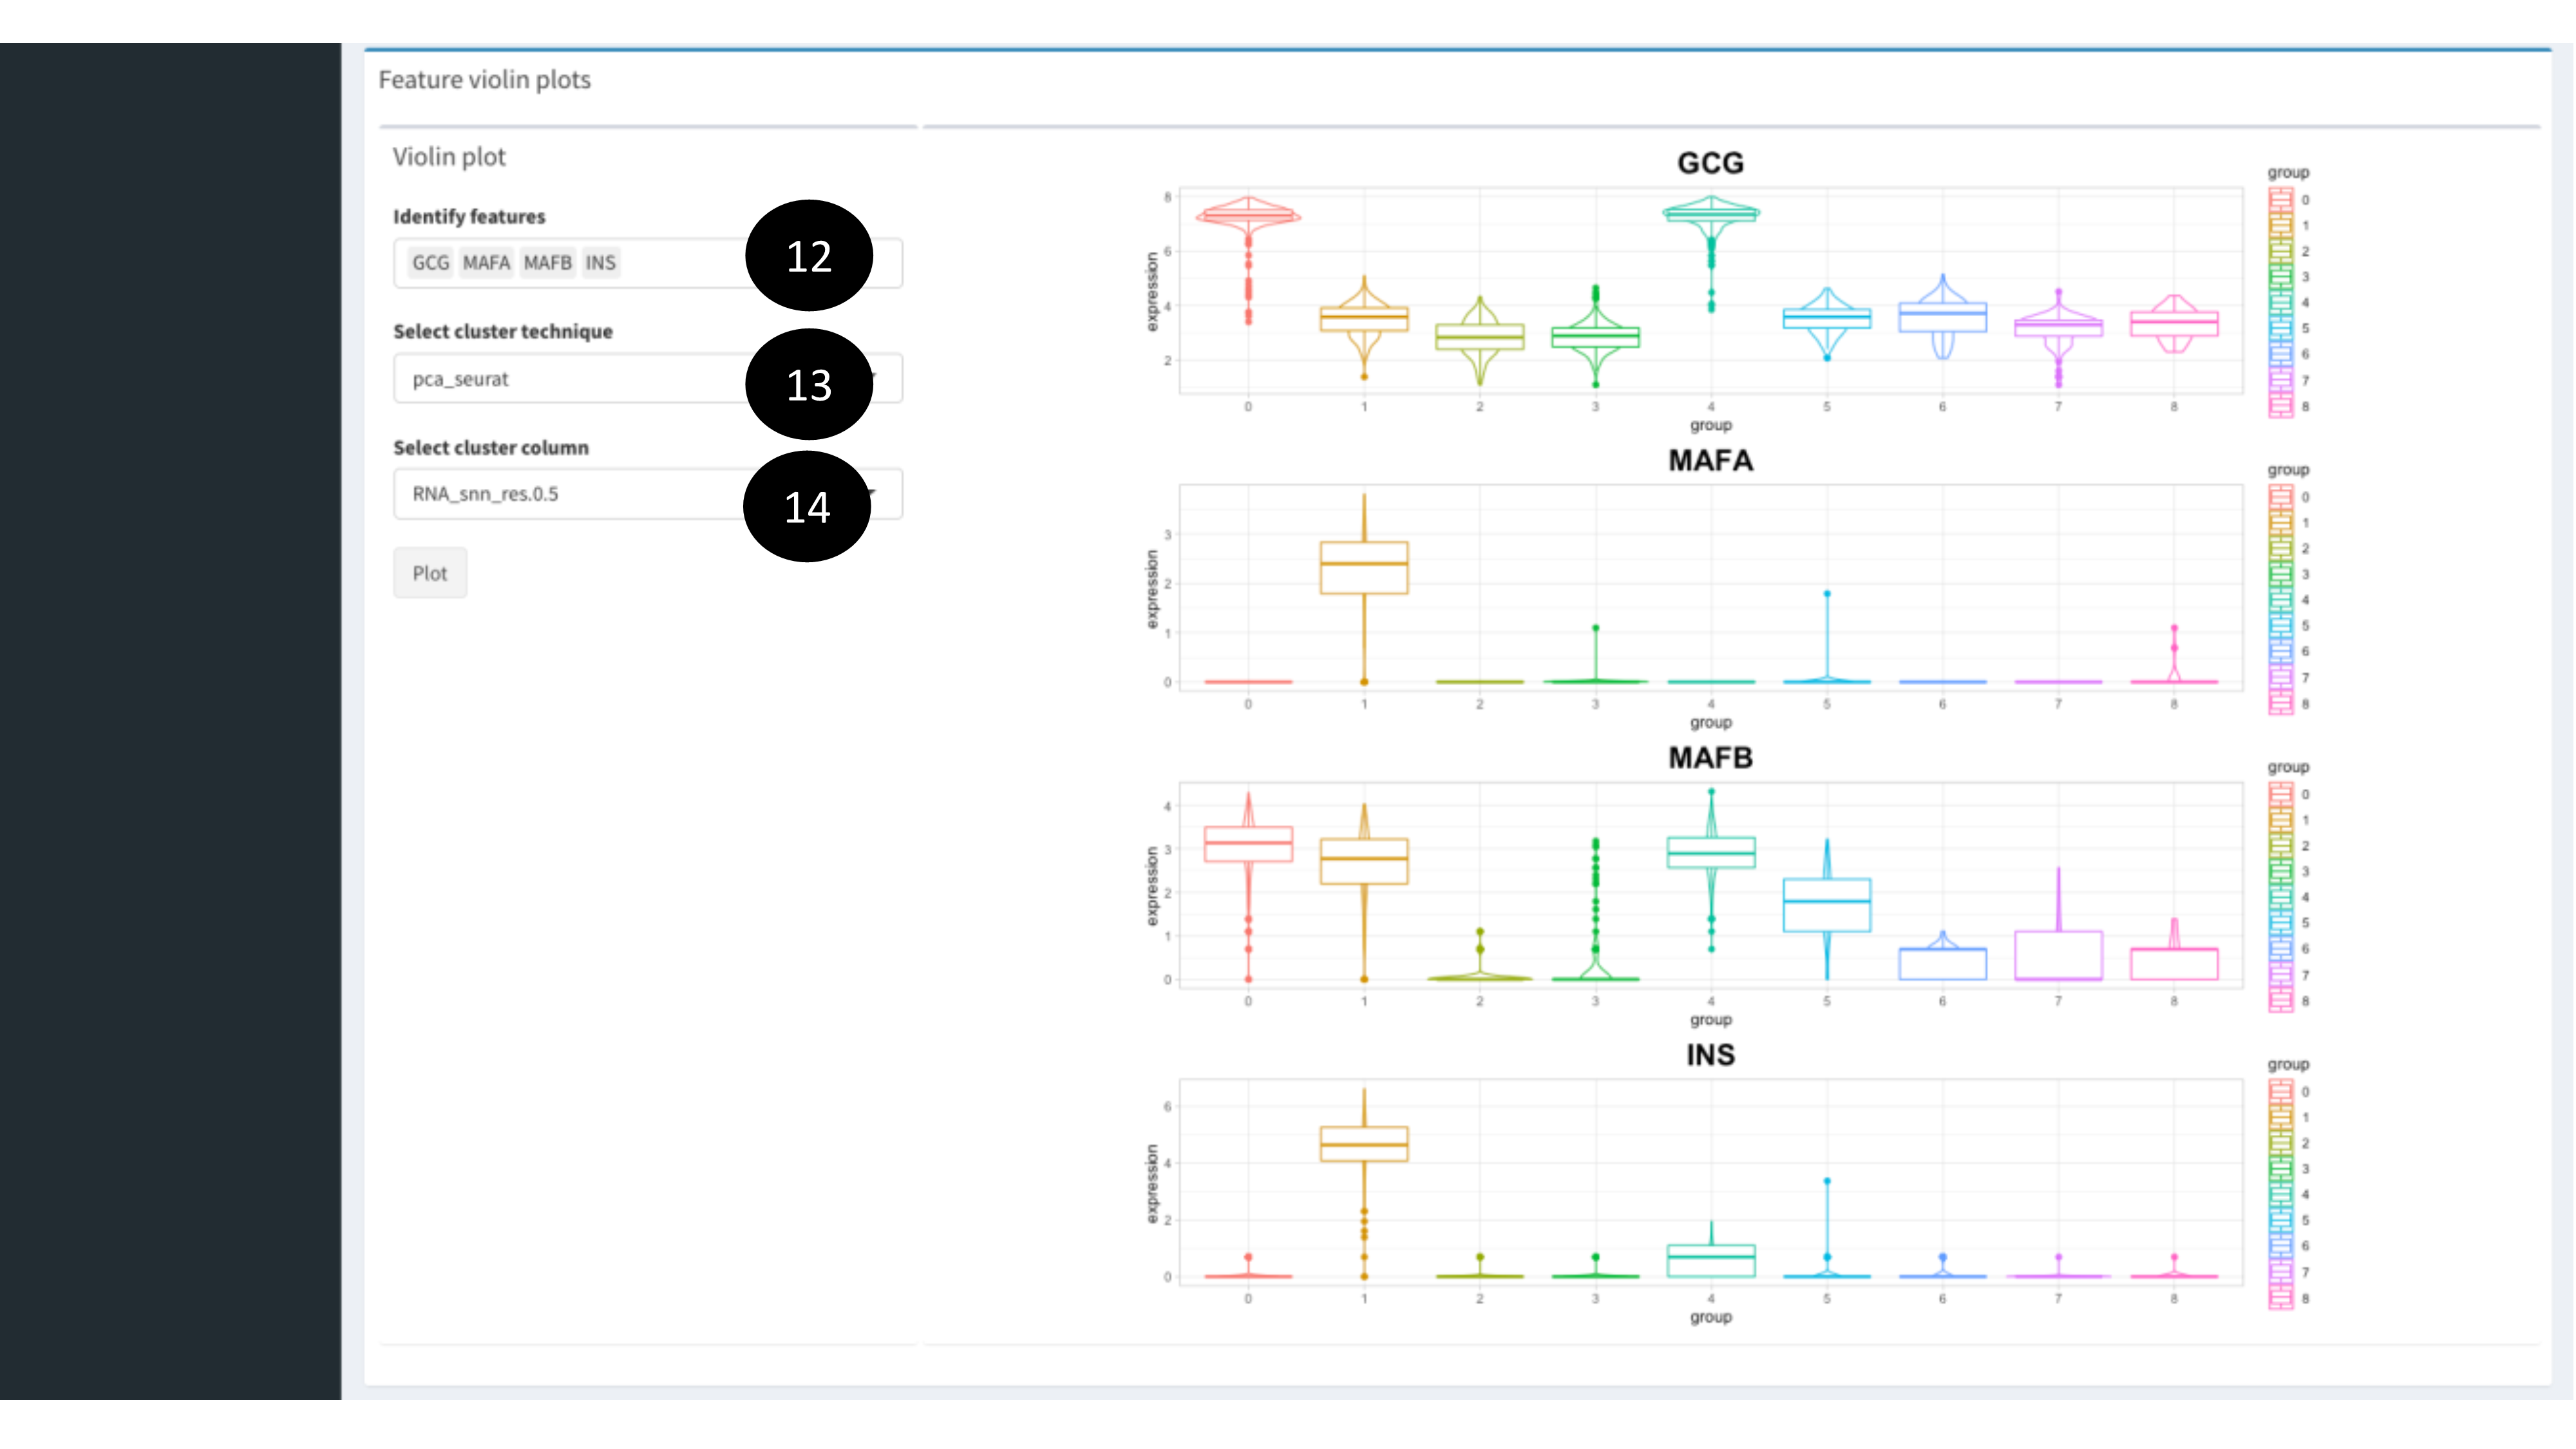 Feature violin plots
Violin plot
Identify features
GCG MAFA MAFB INS
12
Select cluster technique
pca_seurat
13
Select cluster column
RNA_snn_res.0.5
14
Plot
GCG
expression
8
6
4
2
0 1 2 3 4 5 6 7 8
group
group
0
1
2
3
4
5
6
7
8
MAFA
expression
3
2
1
0
0 1 2 3 4 5 6 7 8
group
group
0
1
2
3
4
5
6
7
8
MAFB
expression
4
3
2
1
0
0 1 2 3 4 5 6 7 8
group
group
0
1
2
3
4
5
6
7
8
INS
expression
6
4
2
0
0 1 2 3 4 5 6 7 8
group
group
0
1
2
3
4
5
6
7
8